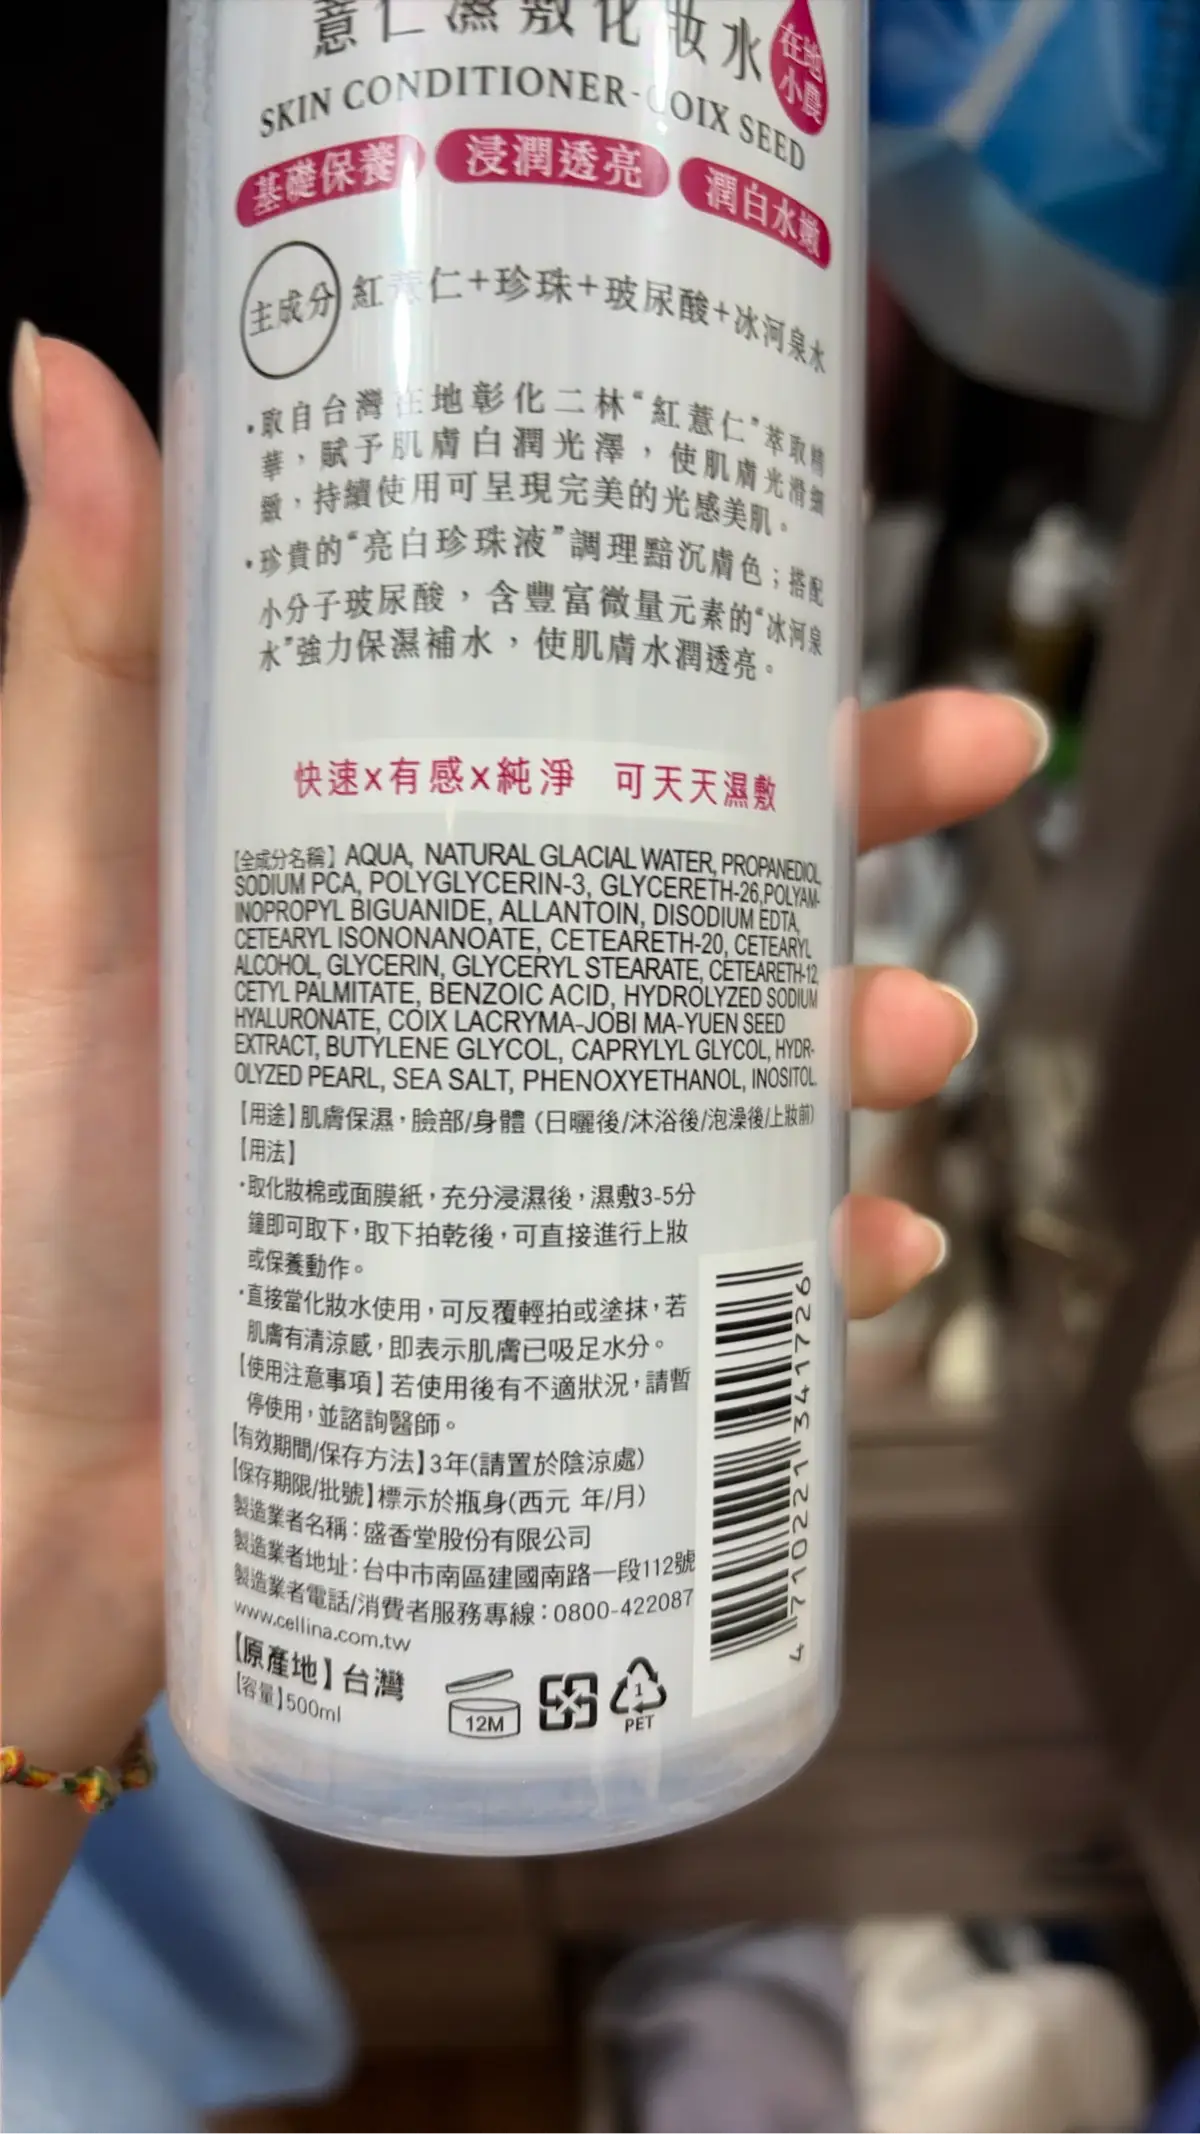 薏仁濕敷化妝水
在地
小農
SKIN CONDITIONER-COIX SEED
基礎保養 浸潤透亮 潤白水嫩
主成分 紅薏仁+珍珠+玻尿酸+冰河泉水
·取自台灣在地彰化二林“紅薏仁”萃取精
華，賦予肌膚白潤光澤，使肌膚光滑細
緻，持續使用可呈現完美的光感美肌。
·珍貴的“亮白珍珠液”調理黯沉膚色；搭配
小分子玻尿酸，含豐富微量元素的“冰河泉
水”強力保濕補水，使肌膚水潤透亮。
快速x有感x純淨 可天天濕敷
【全成分名稱】AQUA, NATURAL GLACIAL WATER, PROPANEDIOL,
SODIUM PCA, POLYGLYCERIN-3, GLYCERETH-26,POLYAM-
INOPROPYL BIGUANIDE, ALLANTOIN, DISODIUM EDTA,
CETEARYL ISONONANOATE, CETEARETH-20, CETEARYL
ALCOHOL, GLYCERIN, GLYCERYL STEARATE, CETEARETH-12,
CETYL PALMITATE, BENZOIC ACID, HYDROLYZED SODIUM
HYALURONATE, COIX LACRYMA-JOBI MA-YUEN SEED
EXTRACT, BUTYLENE GLYCOL, CAPRYLYL GLYCOL, HYDR-
OLYZED PEARL, SEA SALT, PHENOXYETHANOL, INOSITOL.
【用途】肌膚保濕，臉部/身體（日曬後/沐浴後/泡澡後/上妝前）
【用法】
·取化妝棉或面膜紙，充分浸濕後，濕敷3-5分
鐘即可取下，取下拍乾後，可直接進行上妝
或保養動作。
·直接當化妝水使用，可反覆輕拍或塗抹，若
肌膚有清涼感，即表示肌膚已吸足水分。
【使用注意事項】若使用後有不適狀況，請暫
停使用，並諮詢醫師。
【有效期間/保存方法】3年(請置於陰涼處)
【保存期限/批號】標示於瓶身(西元 年/月)
製造業者名稱：盛香堂股份有限公司
製造業者地址：台中市南區建國南路一段112號
製造業者電話/消費者服務專線：0800-422087
www.cellina.com.tw
【原產地】台灣
【容量】500ml
12M
1
PET
4 710221 341726